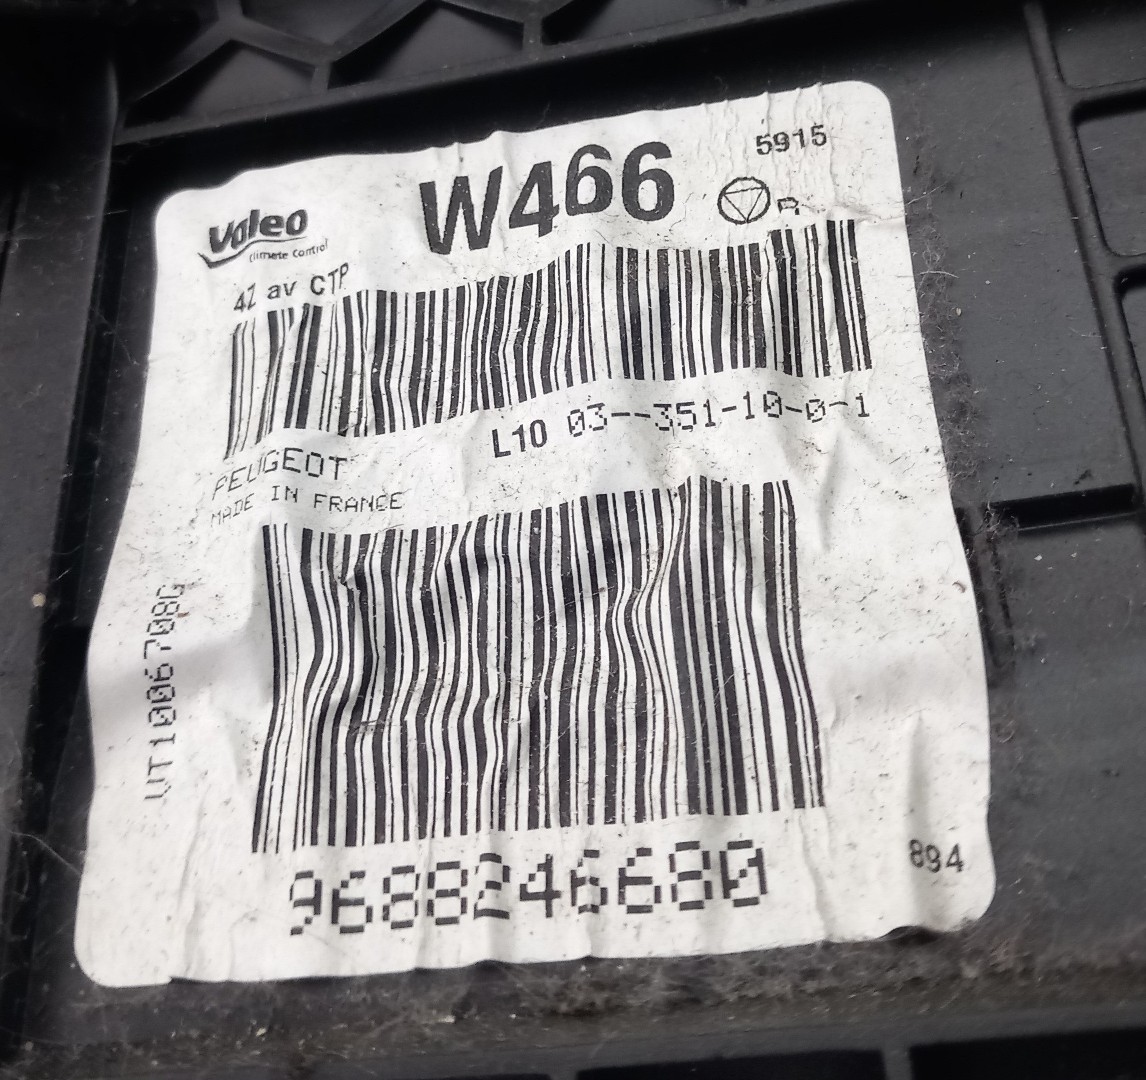 5915
W466
R
Valeo
Climate Control
4Z av CTP
L10 03--351-10-0-1
PEUGEOT
MADE IN FRANCE
UT1006708G
894
9688246680